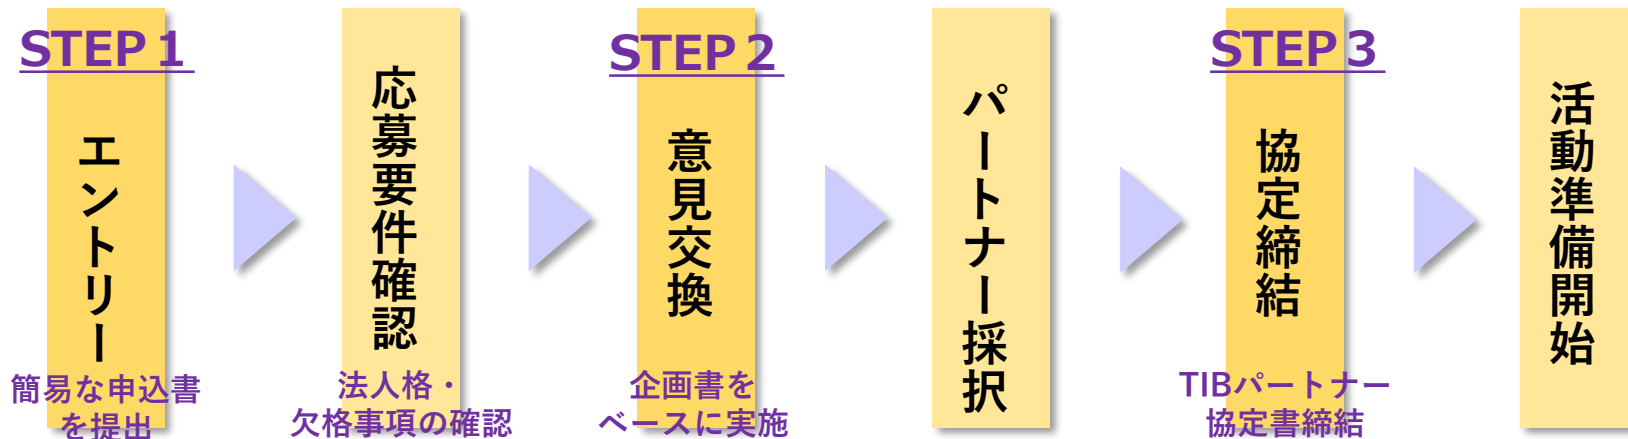 STEP 1
エントリー
簡易な申込書
を提出
応募要件確認
法人格・
欠格事項の確認
STEP 2
意見交換
企画書を
ベースに実施
パートナー採択
STEP 3
協定締結
TIBパートナー
協定書締結
活動準備開始